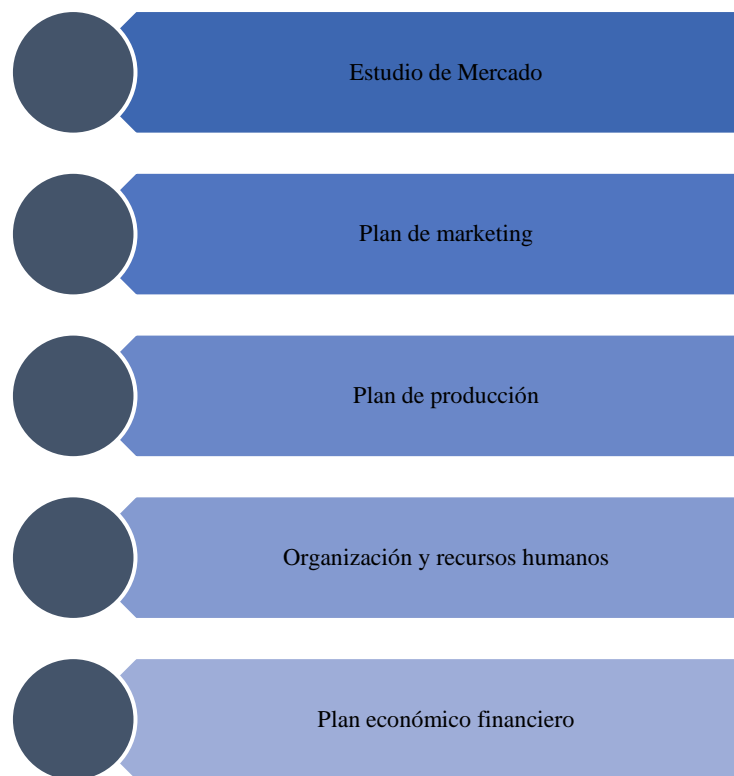 Estudio de Mercado
Plan de marketing
Plan de producción
Organización y recursos humanos
Plan económico financiero